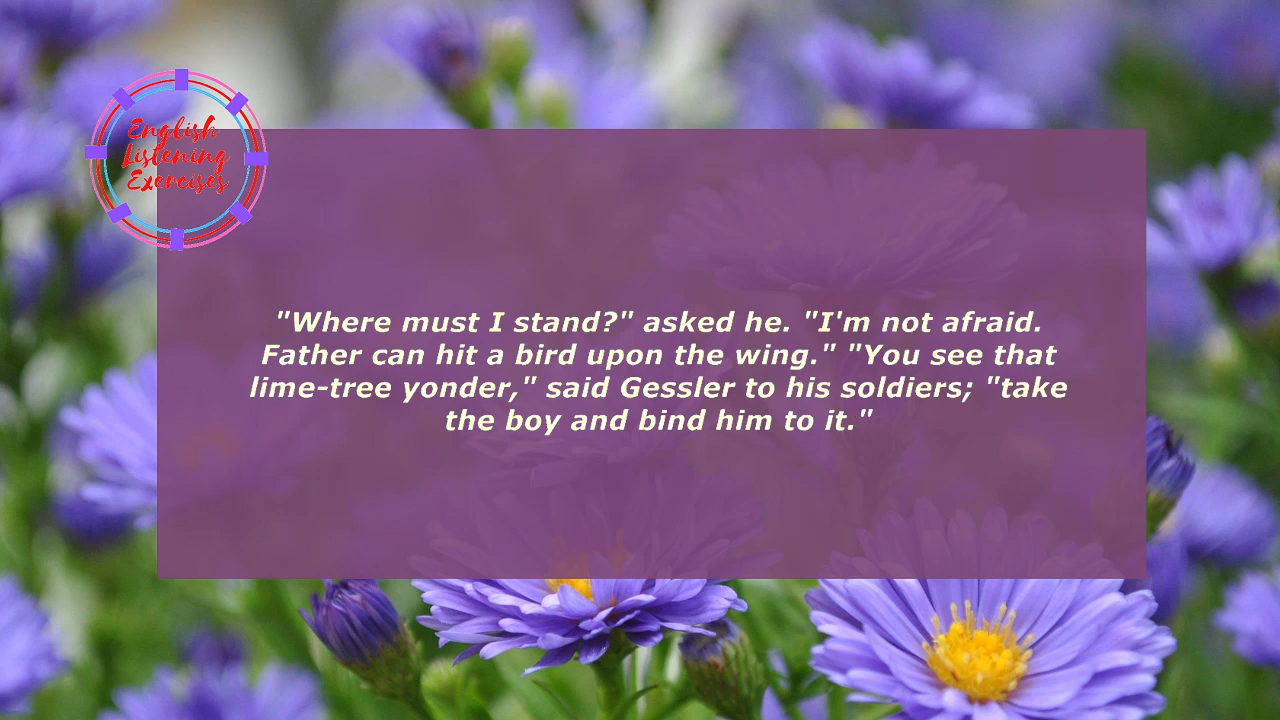 English
Listening
Exercises
"Where must I stand?" asked he. "I'm not afraid.
Father can hit a bird upon the wing." "You see that
lime-tree yonder," said Gessler to his soldiers; "take
the boy and bind him to it."